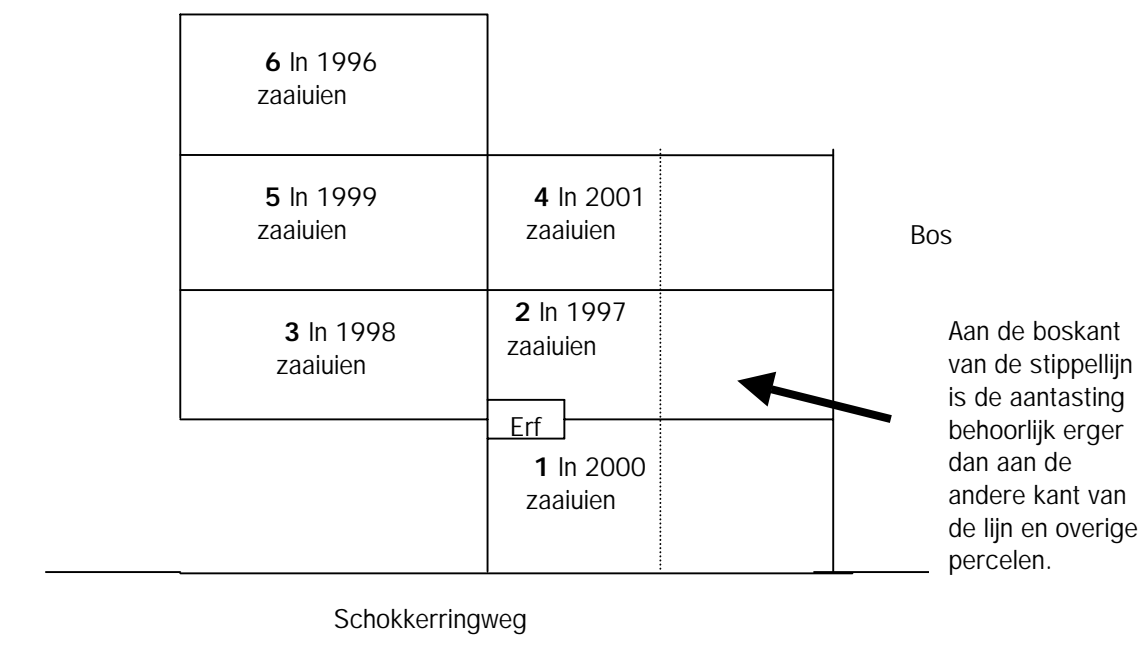 6 In 1996
zaaiuien
5 In 1999
zaaiuien
4 In 2001
zaaiuien
Bos
3 In 1998
zaaiuien
2 In 1997
zaaiuien
Aan de boskant
van de stippellijn
is de aantasting
behoorlijk erger
dan aan de
andere kant van
de lijn en overige
percelen.
Erf
1 In 2000
zaaiuien
Schokkerringweg